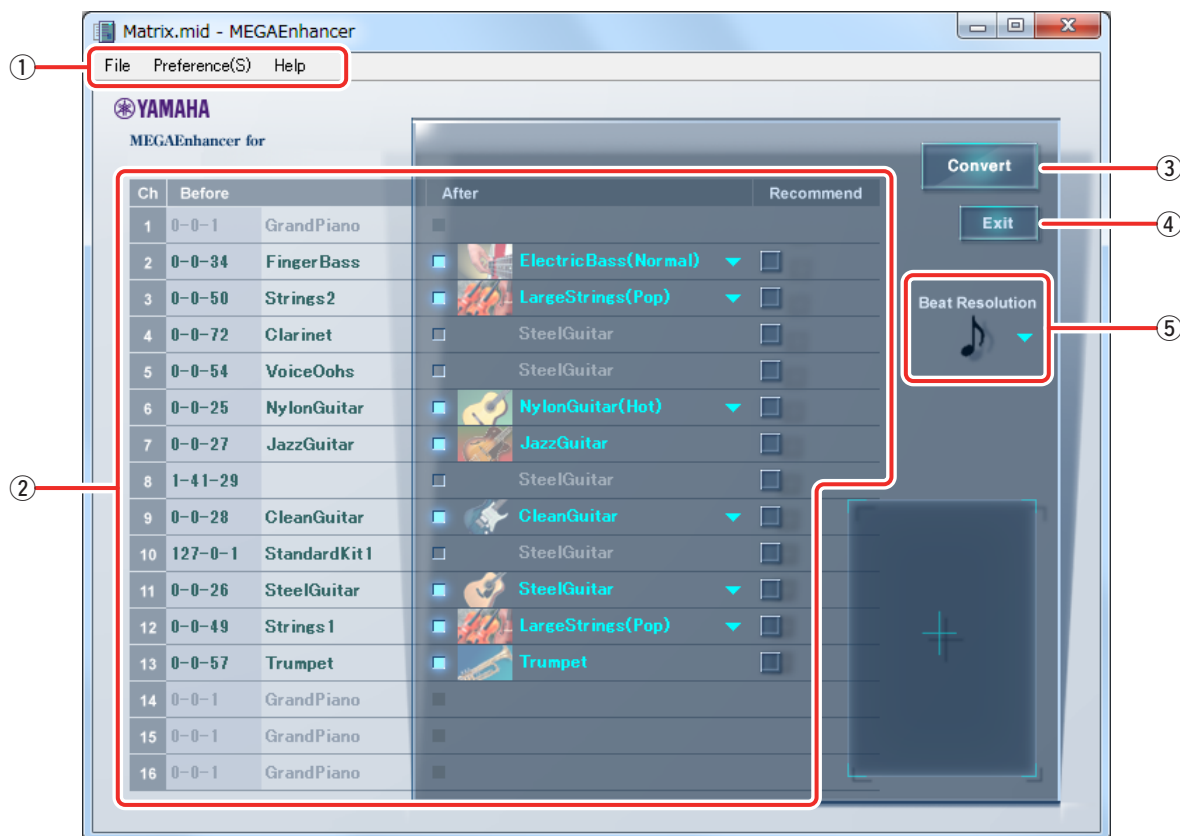 Matrix.mid - MEGAEnhancer
① File Preference(S) Help
YAMAHA
MEGAEnhancer for
Convert ③
Exit ④
Beat Resolution ⑤
②
Ch Before After Recommend
1 0-0-1 GrandPiano
2 0-0-34 FingerBass ElectricBass(Normal)
3 0-0-50 Strings2 LargeStrings(Pop)
4 0-0-72 Clarinet SteelGuitar
5 0-0-54 VoiceOohs SteelGuitar
6 0-0-25 NylonGuitar NylonGuitar(Hot)
7 0-0-27 JazzGuitar JazzGuitar
8 1-41-29 SteelGuitar
9 0-0-28 CleanGuitar CleanGuitar
10 127-0-1 StandardKit1 SteelGuitar
11 0-0-26 SteelGuitar SteelGuitar
12 0-0-49 Strings1 LargeStrings(Pop)
13 0-0-57 Trumpet Trumpet
14 0-0-1 GrandPiano
15 0-0-1 GrandPiano
16 0-0-1 GrandPiano